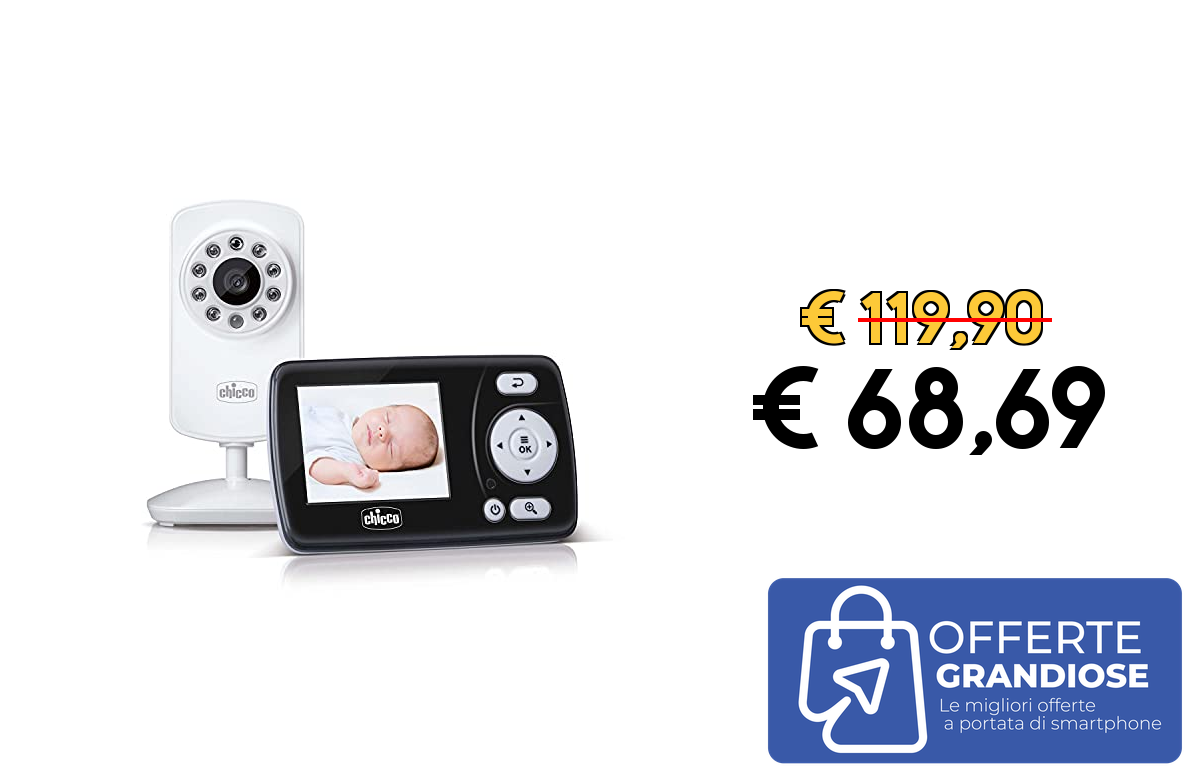 chicco
OK
chicco
€ 119,90
€ 68,69
OFFERTE
GRANDIOSE
Le migliori offerte
a portata di smartphone